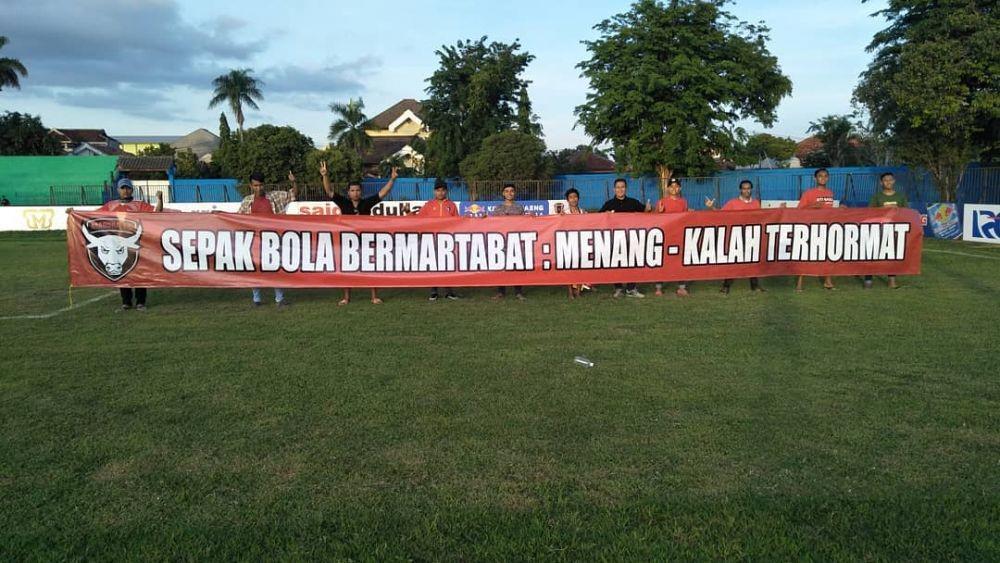 SEPAK BOLA BERMARTABAT : MENANG - KALAH TERHORMAT